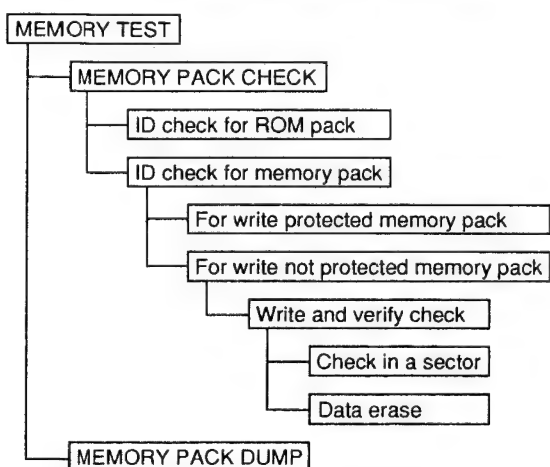 MEMORY TEST
MEMORY PACK CHECK
ID check for ROM pack
ID check for memory pack
For write protected memory pack
For write not protected memory pack
Write and verify check
Check in a sector
Data erase
MEMORY PACK DUMP